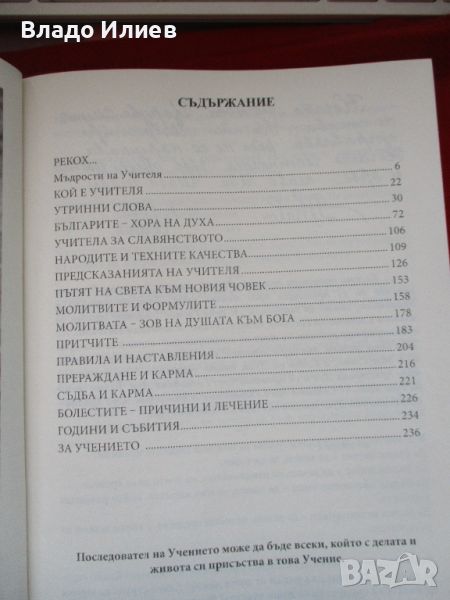 Владо Илиев
СЪДЪРЖАНИЕ
РЕКОХ...
Мъдрости на Учителя 6
КОЙ Е УЧИТЕЛЯ 22
УТРИННИ СЛОВА 30
БЪЛГАРИТЕ – ХОРА НА ДУХА 72
УЧИТЕЛА ЗА СЛАВЯНСТВОТО 106
НАРОДИТЕ И ТЕХНИТЕ КАЧЕСТВА 109
ПРЕДСКАЗАНИЯТА НА УЧИТЕЛЯ 126
ПЪТЯТ НА СВЕТА КЪМ НОВИЯ ЧОВЕК 153
МОЛИТВИТЕ И ФОРМУЛИТЕ 158
МОЛИТВАТА – ЗОВ НА ДУШАТА КЪМ БОГА 178
ПРИТЧИТЕ 183
ПРАВИЛА И НАСТАВЛЕНИЯ 204
ПРЕРАЖДАНЕ И КАРМА 216
СЪДБА И КАРМА 221
БОЛЕСТИТЕ – ПРИЧИНИ И ЛЕЧЕНИЕ 226
ГОДИНИ И СЪБИТИЯ 234
ЗА УЧЕНИЕТО 236
Последовател на Учението може да бъде всеки, който с делата и
живота си присъства в това Учение.
bazar